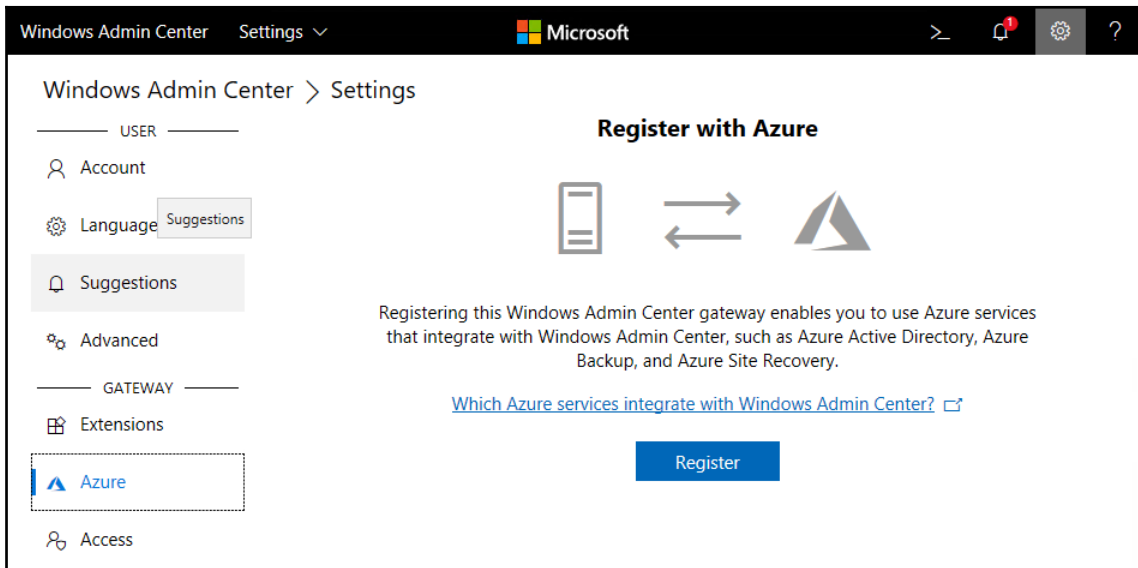 Windows Admin Center Settings
Microsoft
>_
1
?
Windows Admin Center > Settings
USER
Account
Language
Suggestions
Suggestions
Advanced
GATEWAY
Extensions
Azure
Access
Register with Azure
Registering this Windows Admin Center gateway enables you to use Azure services
that integrate with Windows Admin Center, such as Azure Active Directory, Azure
Backup, and Azure Site Recovery.
Which Azure services integrate with Windows Admin Center?
Register